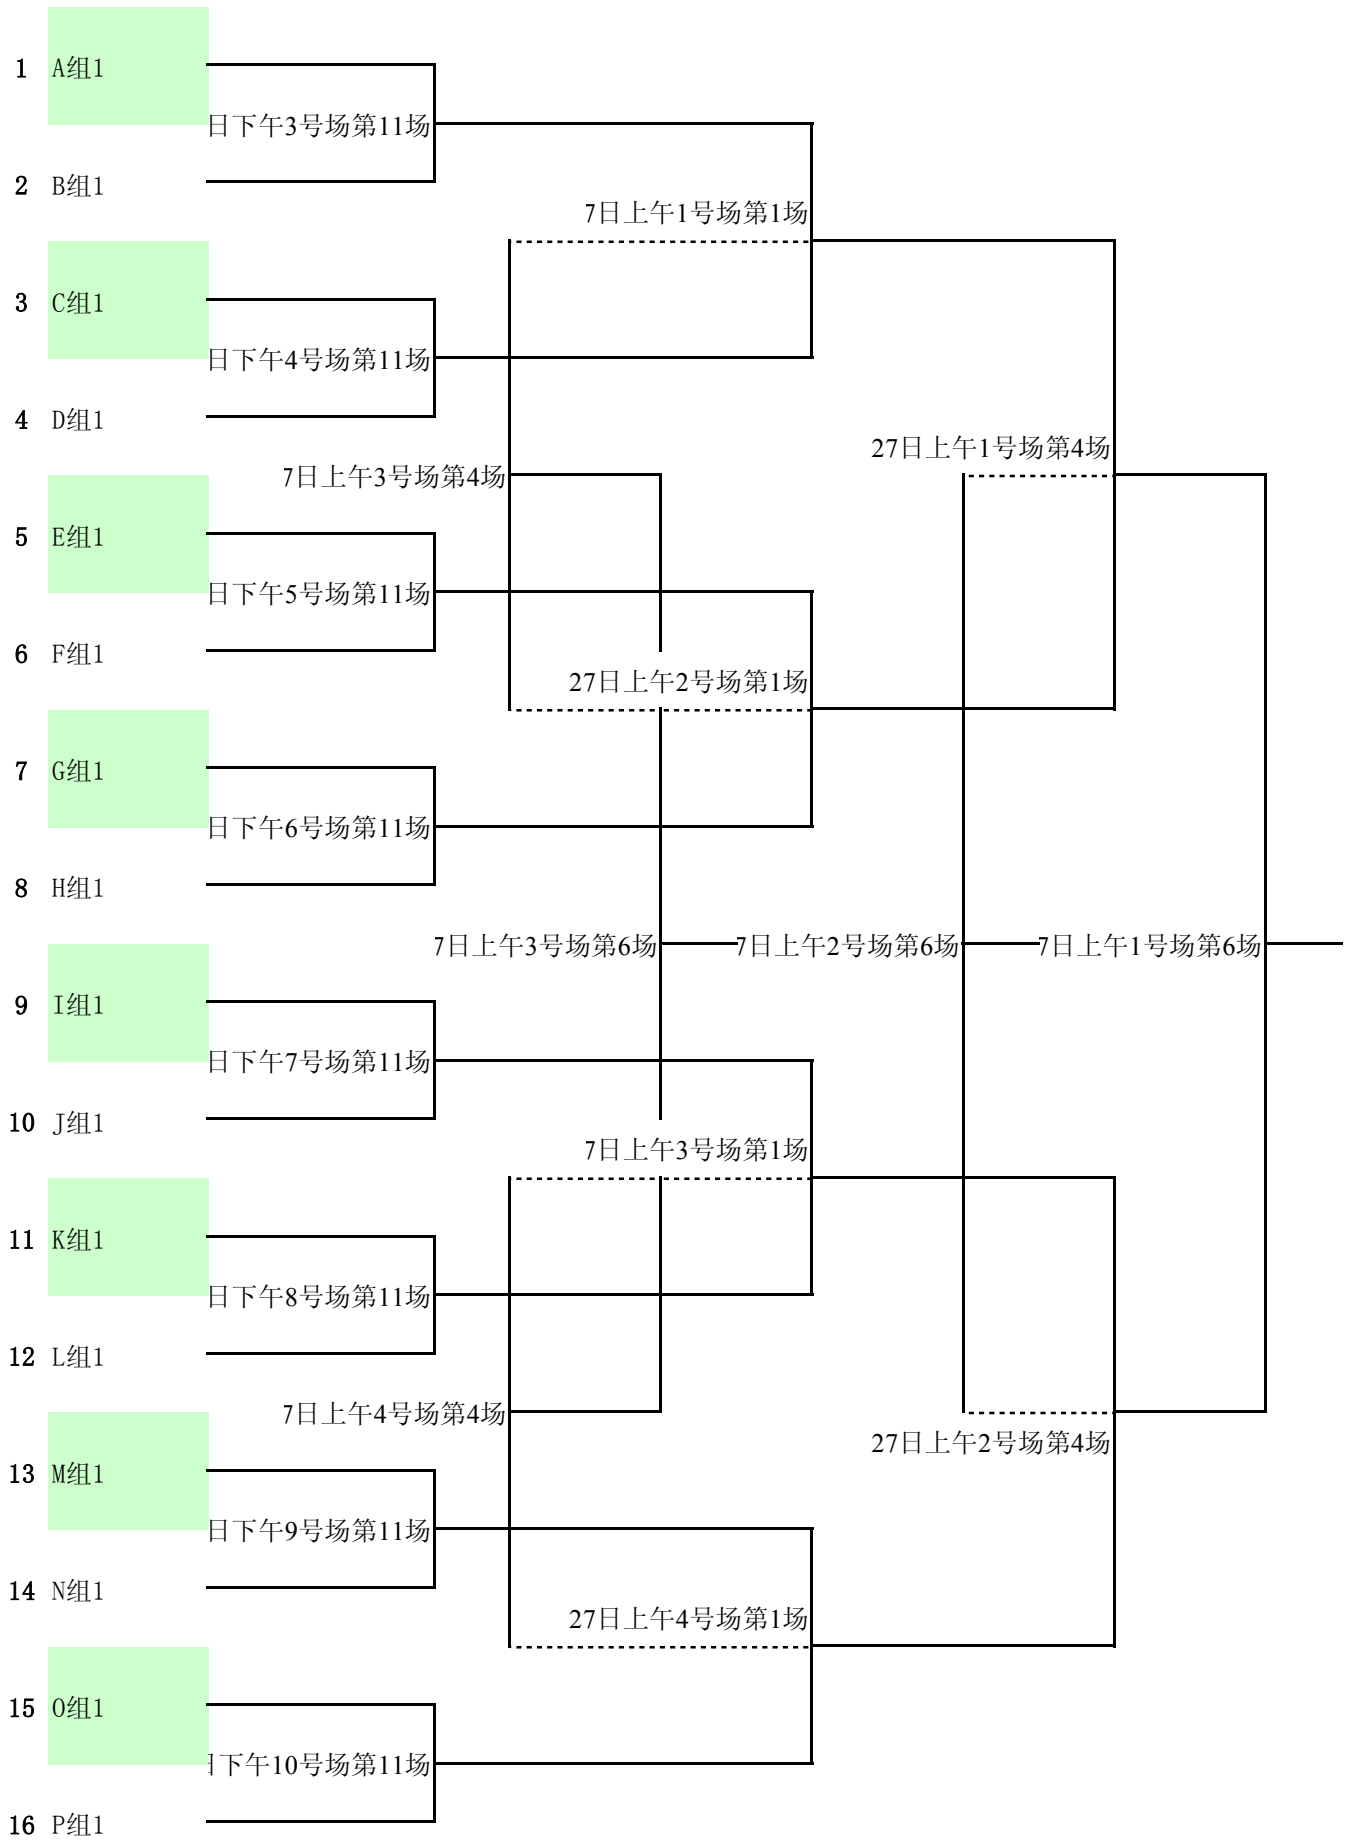 1 A组1
日下午3号场第11场
2 B组1
7日上午1号场第1场
3 C组1
日下午4号场第11场
4 D组1
27日上午1号场第4场
7日上午3号场第4场
5 E组1
日下午5号场第11场
6 F组1
27日上午2号场第1场
7 G组1
日下午6号场第11场
8 H组1
7日上午3号场第6场 7日上午2号场第6场 7日上午1号场第6场
9 I组1
日下午7号场第11场
10 J组1
7日上午3号场第1场
11 K组1
日下午8号场第11场
12 L组1
7日上午4号场第4场
27日上午2号场第4场
13 M组1
日下午9号场第11场
14 N组1
27日上午4号场第1场
15 O组1
日下午10号场第11场
16 P组1